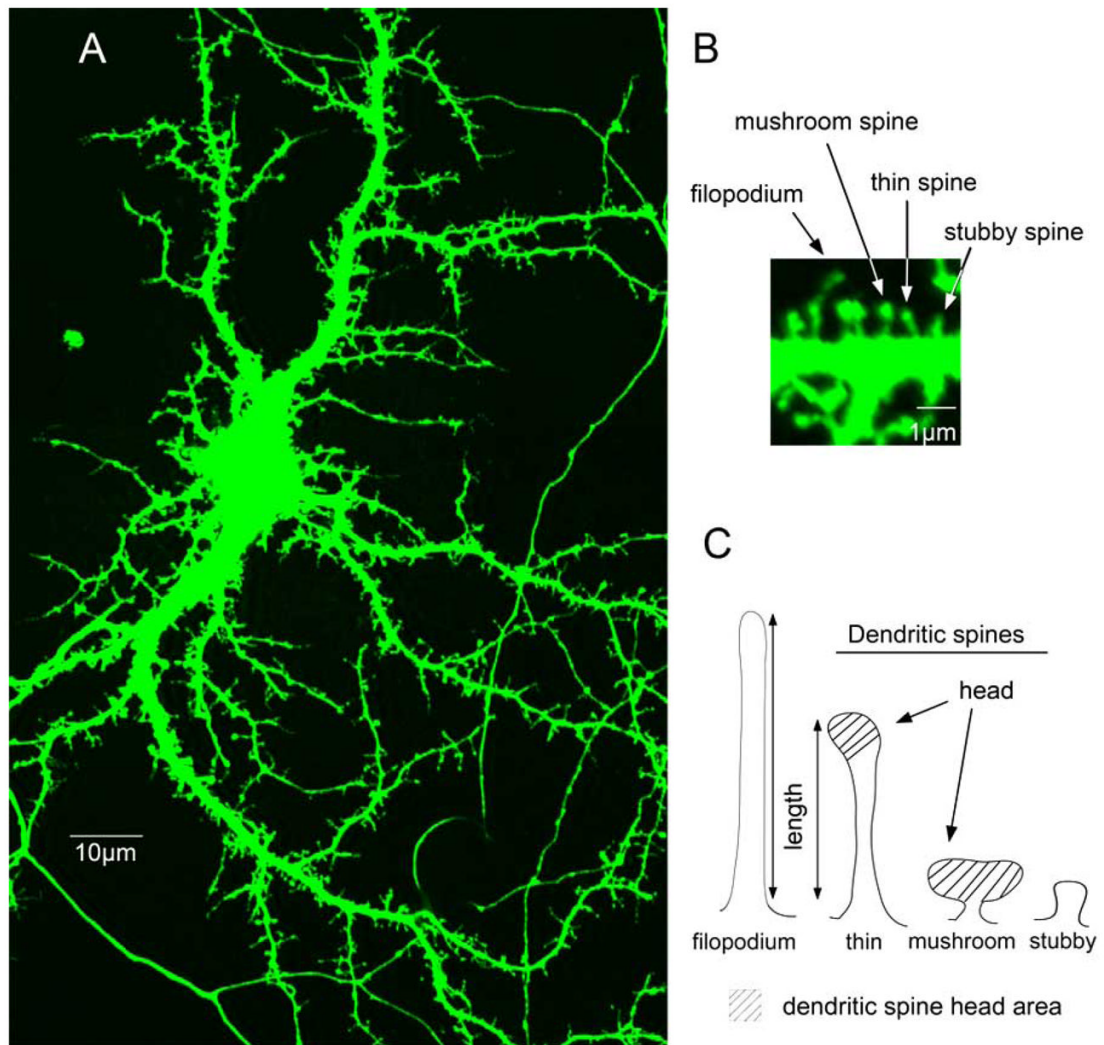 A
10µm
B
mushroom spine
thin spine
filopodium
stubby spine
1µm
C
Dendritic spines
head
length
filopodium
thin
mushroom
stubby
dendritic spine head area